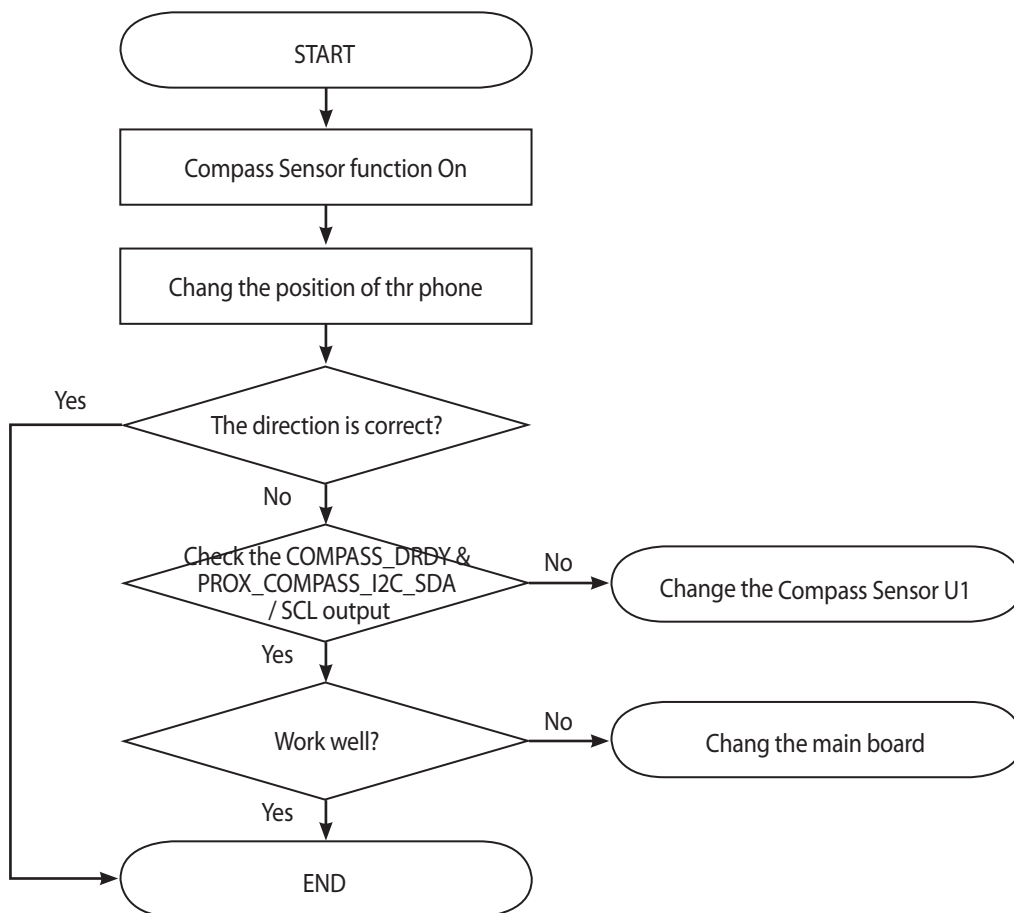 START
Compass Sensor function On
Chang the position of thr phone
Yes
The direction is correct?
No
Check the COMPASS_DRDY &
PROX_COMPASS_I2C_SDA
/ SCL output
No
Change the Compass Sensor U1
Yes
Work well?
No
Chang the main board
Yes
END